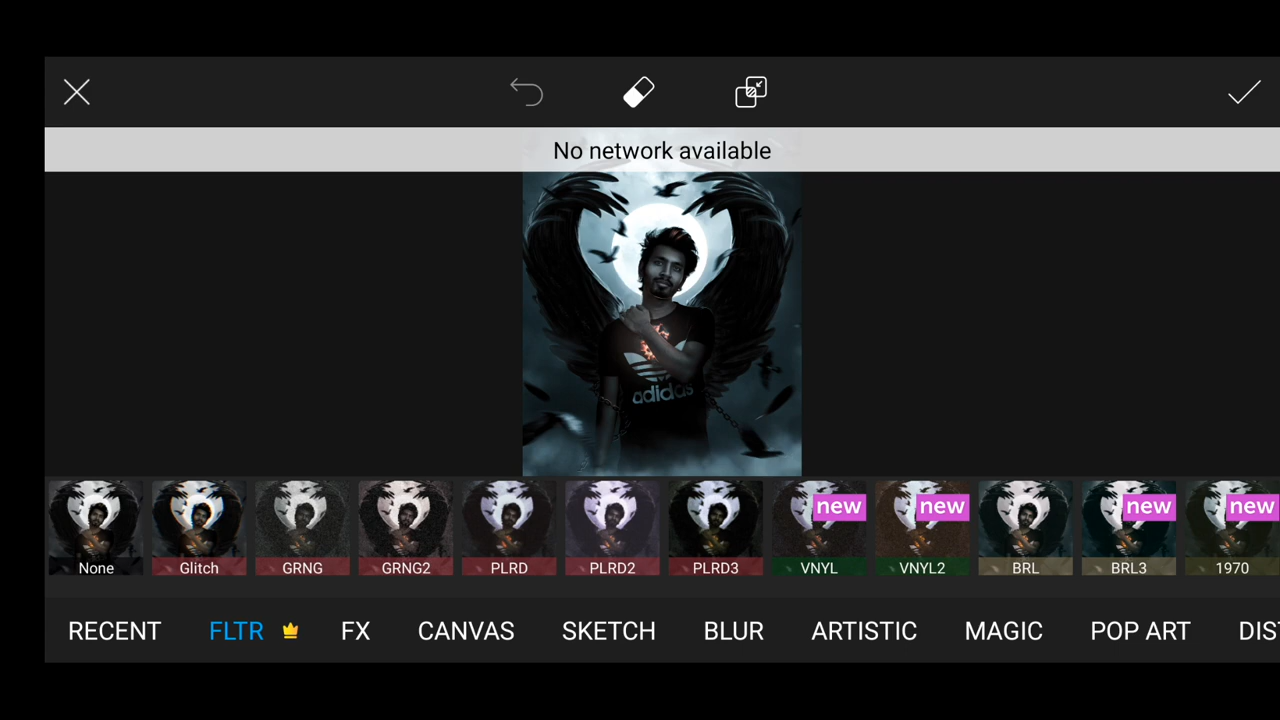 No network available
adidas
None
Glitch
GRNG
GRNG2
PLRD
PLRD2
PLRD3
VNYL
new
VNYL2
new
BRL
BRL3
new
1970
new
RECENT
FLTR
FX
CANVAS
SKETCH
BLUR
ARTISTIC
MAGIC
POP ART
DIS